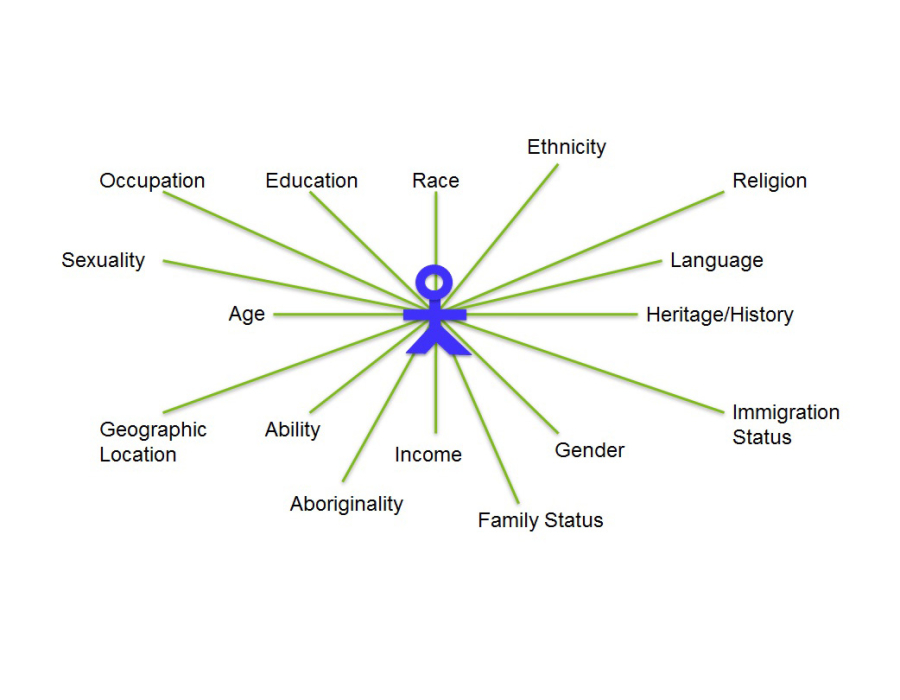 Ethnicity
Occupation
Education
Race
Religion
Sexuality
Language
Age
Heritage/History
Geographic
Location
Ability
Income
Gender
Immigration
Status
Aboriginality
Family Status